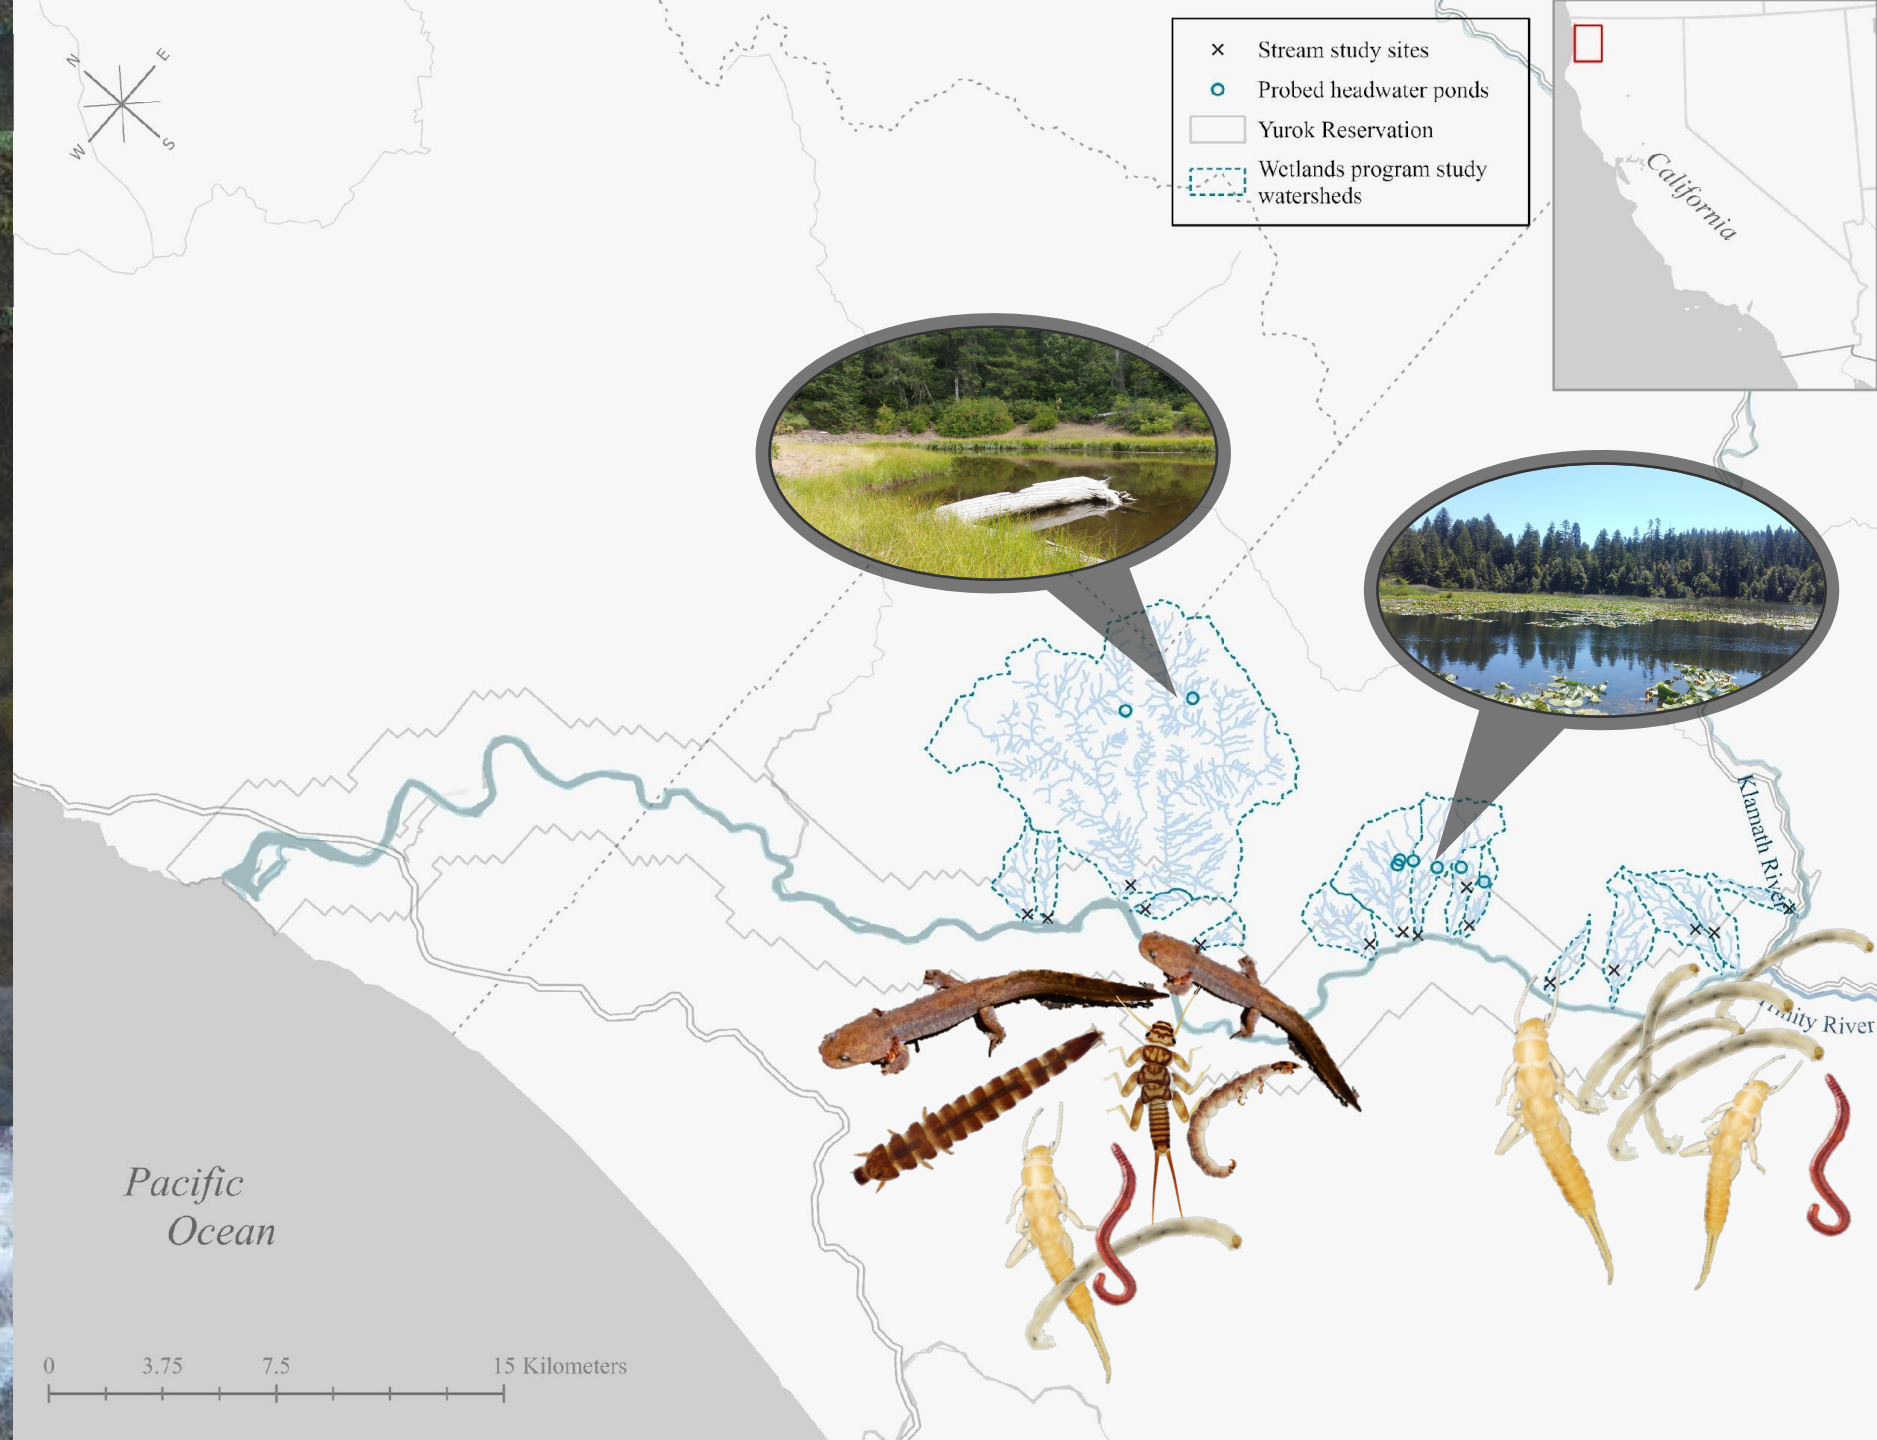 N
E
W
S
× Stream study sites
Probed headwater ponds
Yurok Reservation
Wetlands program study
watersheds
California
Klamath River
River
Pacific
Ocean
0 3.75 7.5 15 Kilometers